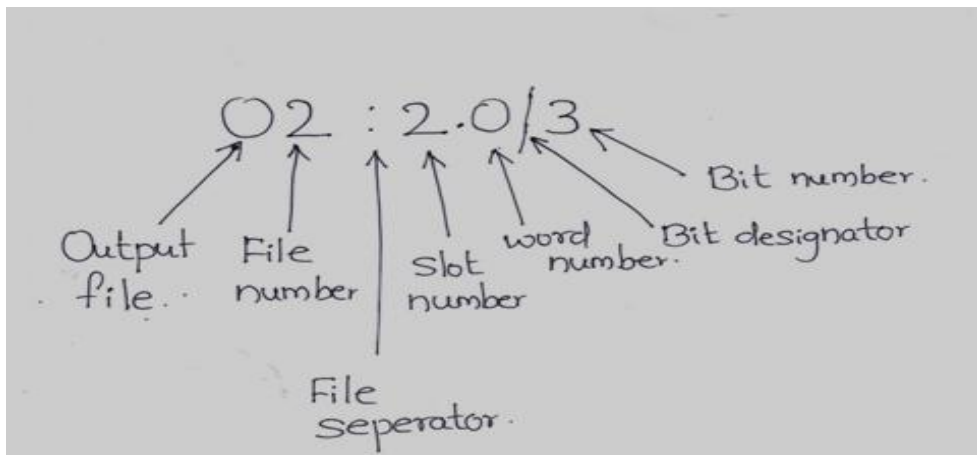 O2 : 2.0/3
Bit number.
Output file.
File number
Slot number
word number.
Bit designator
File seperator.